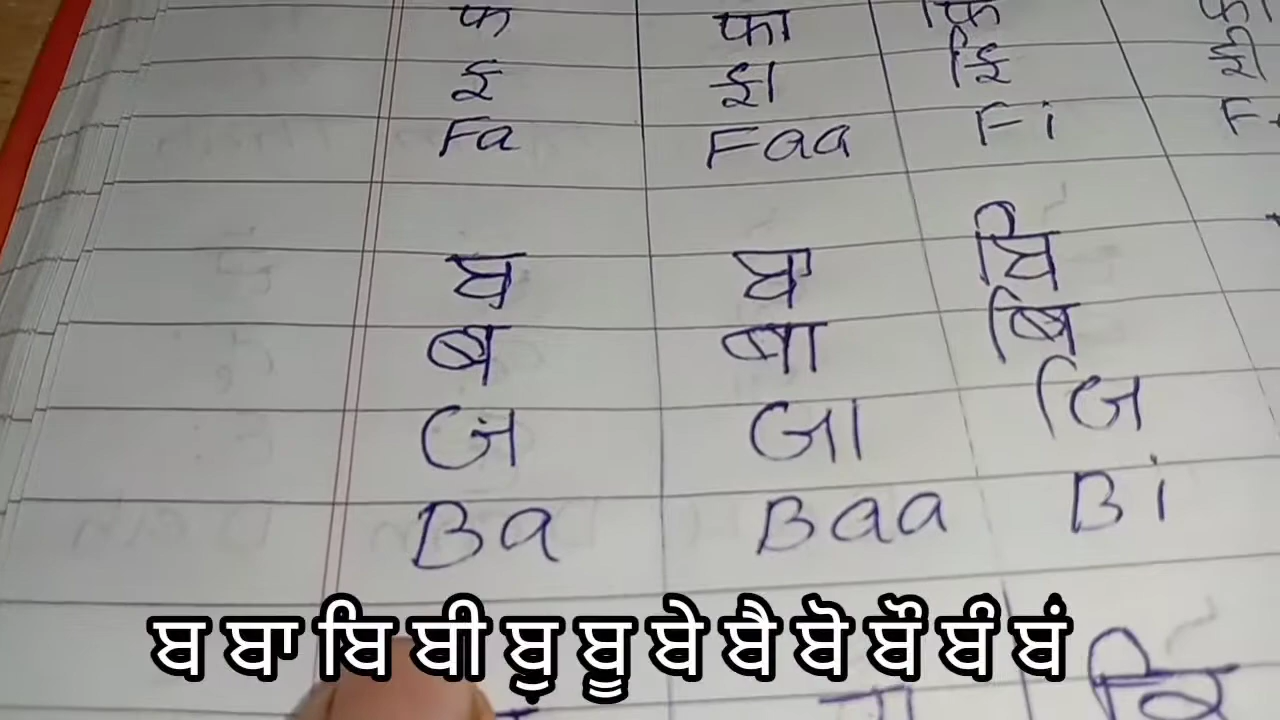 फ फा फि फी
ફ ફા ફિ ફી
Fa Faa Fi
ਬ ਬਾ ਬਿ
ब बा बि
બ બા બિ
Ba Baa Bi
ਬ ਬਾ ਬਿ ਬੀ ਬੁ ਬੂ ਬੇ ਬੈ ਬੋ ਬੌ ਬੰ ਬਂ